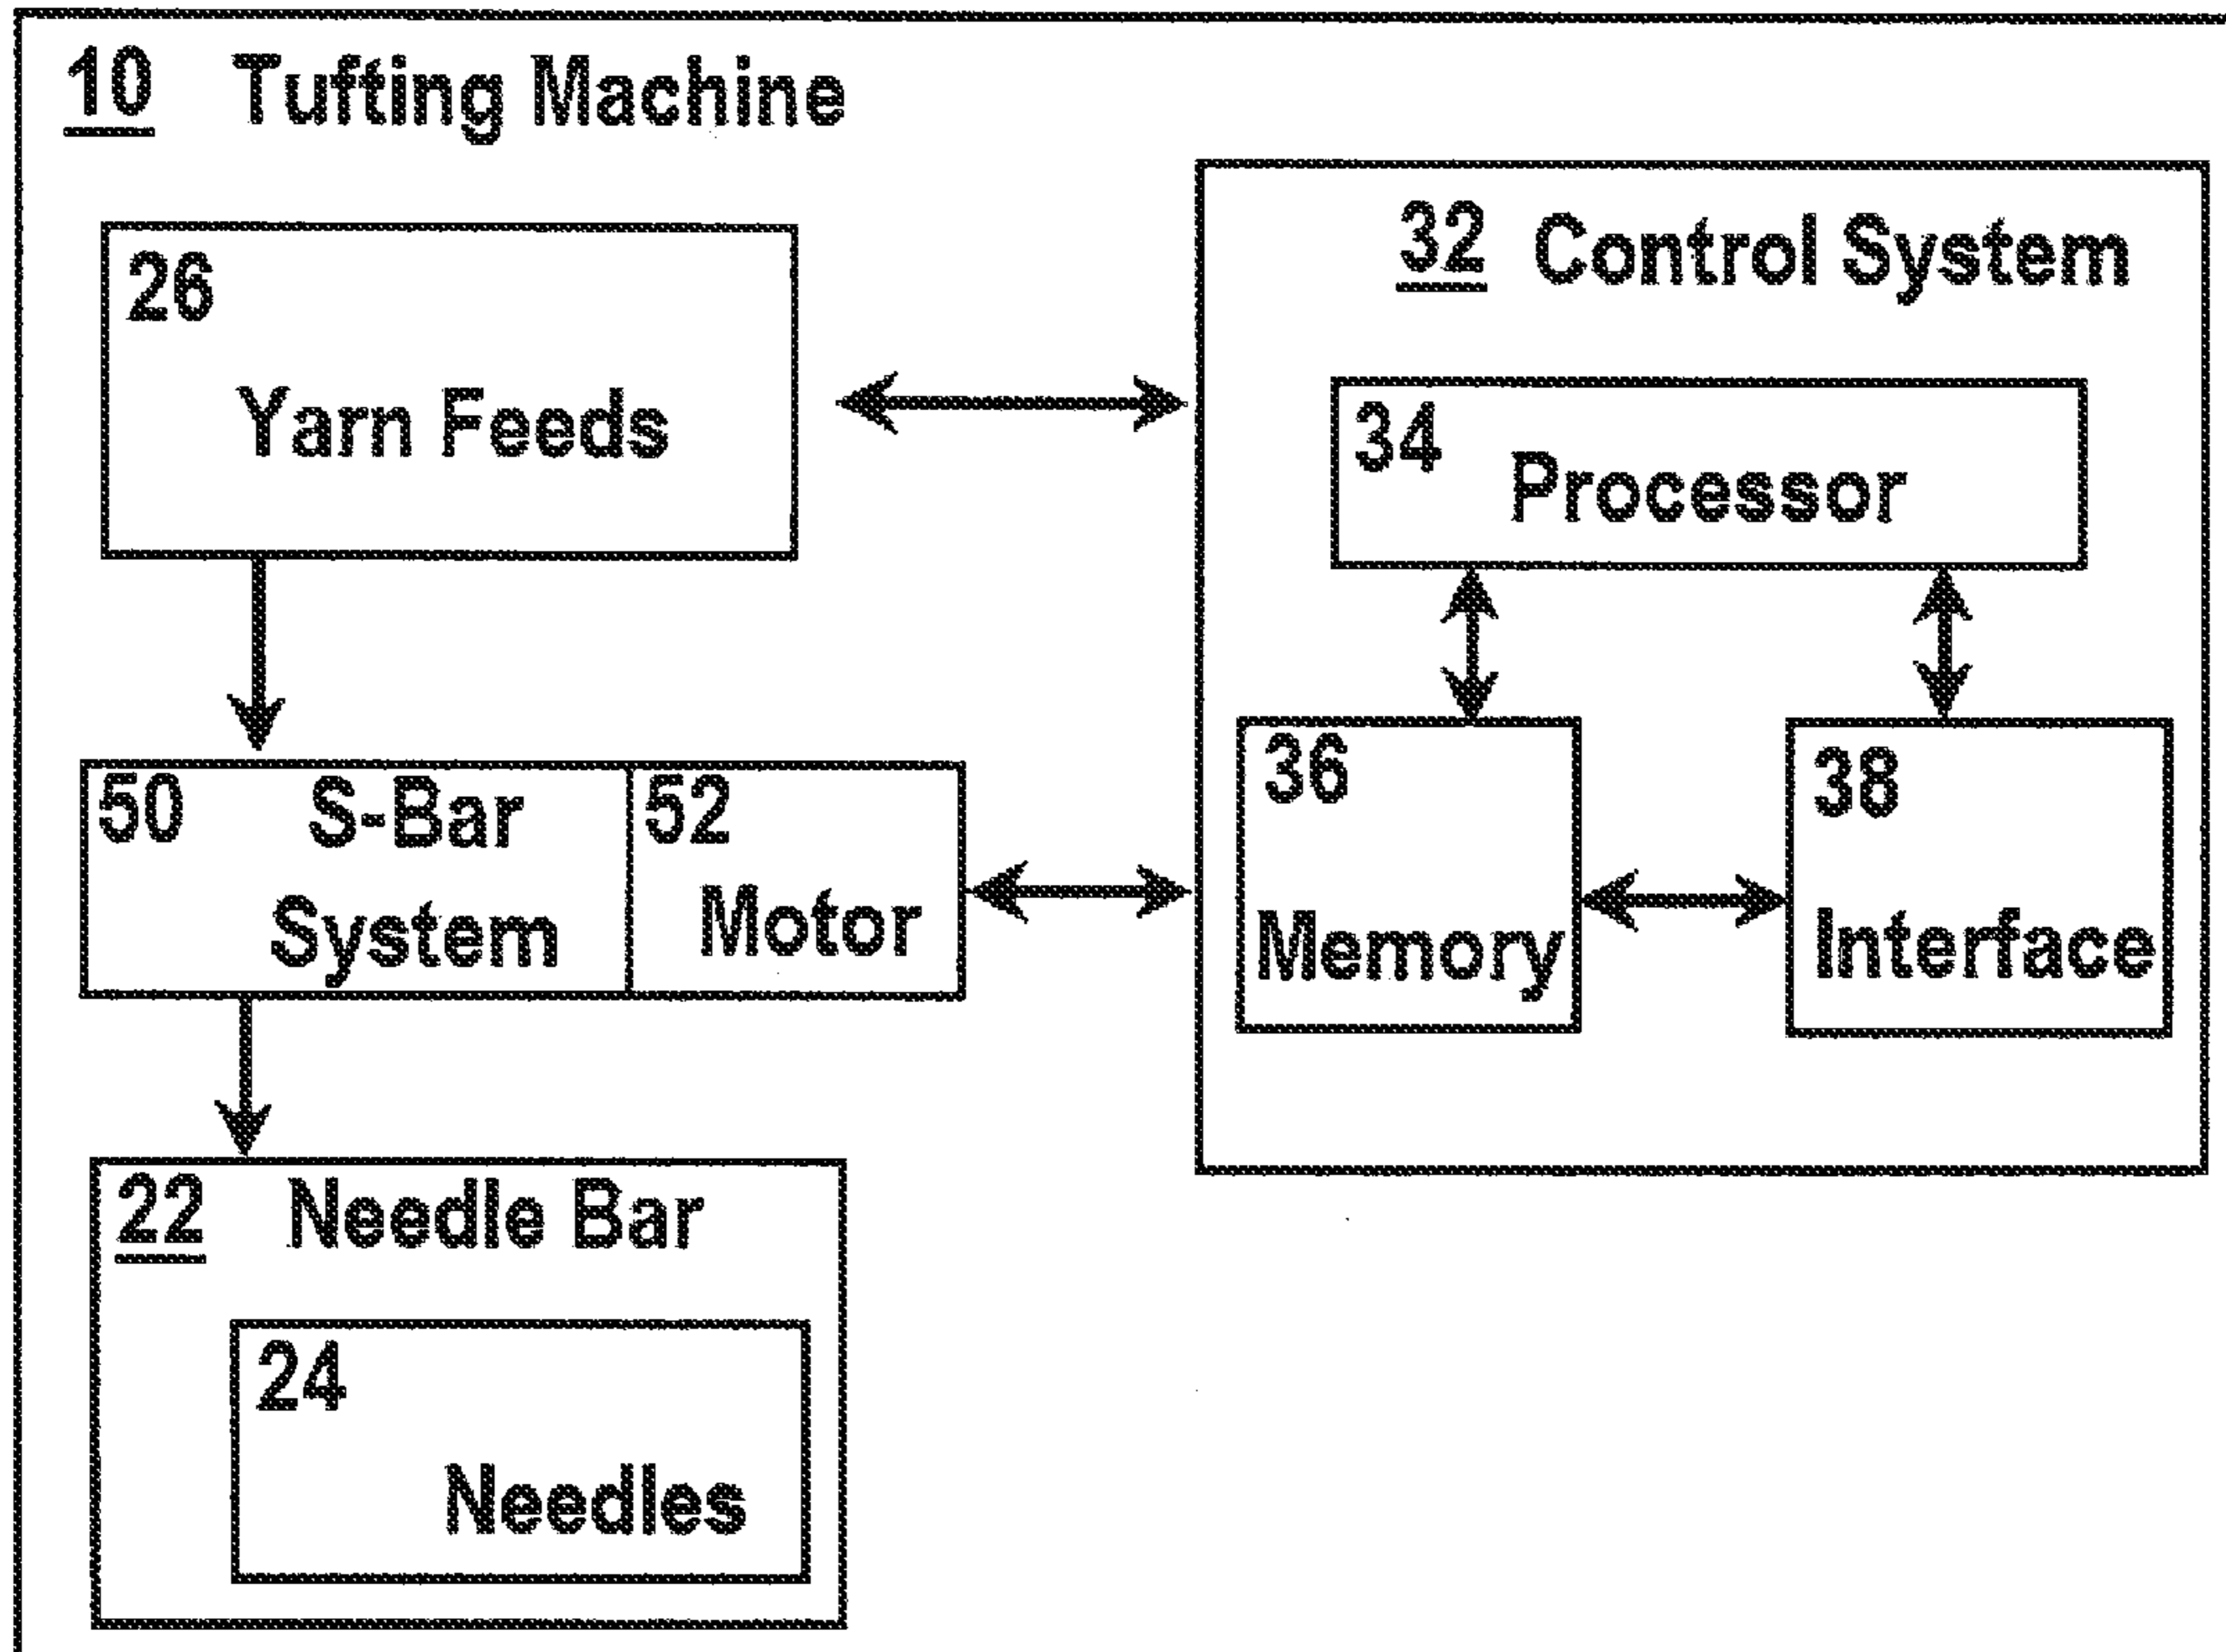 10 Tufting Machine
26
Yarn Feeds
32 Control System
34
Processor
50 S-Bar
System
52
Motor
36
Memory
38
Interface
22 Needle Bar
24
Needles